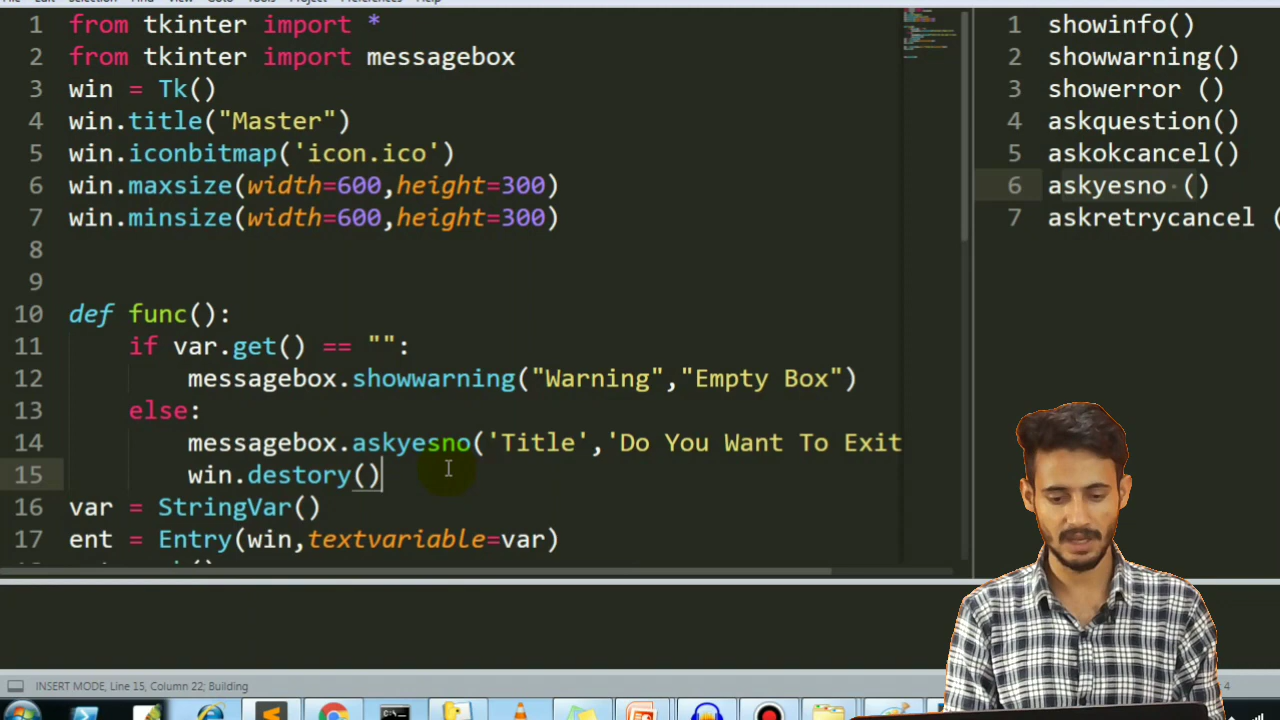 1 from tkinter import *
2 from tkinter import messagebox
3 win = Tk()
4 win.title("Master")
5 win.iconbitmap('icon.ico')
6 win.maxsize(width=600,height=300)
7 win.minsize(width=600,height=300)
8
9
10 def func():
11 if var.get() == "":
12 messagebox.showwarning("Warning","Empty Box")
13 else:
14 messagebox.askyesno('Title','Do You Want To Exit
15 win.destory()
16 var = StringVar()
17 ent = Entry(win,textvariable=var)
1 showinfo()
2 showwarning()
3 showerror ()
4 askquestion()
5 askokcancel()
6 askyesno ()
7 askretrycancel (
INSERT MODE, Line 15, Column 22; Building